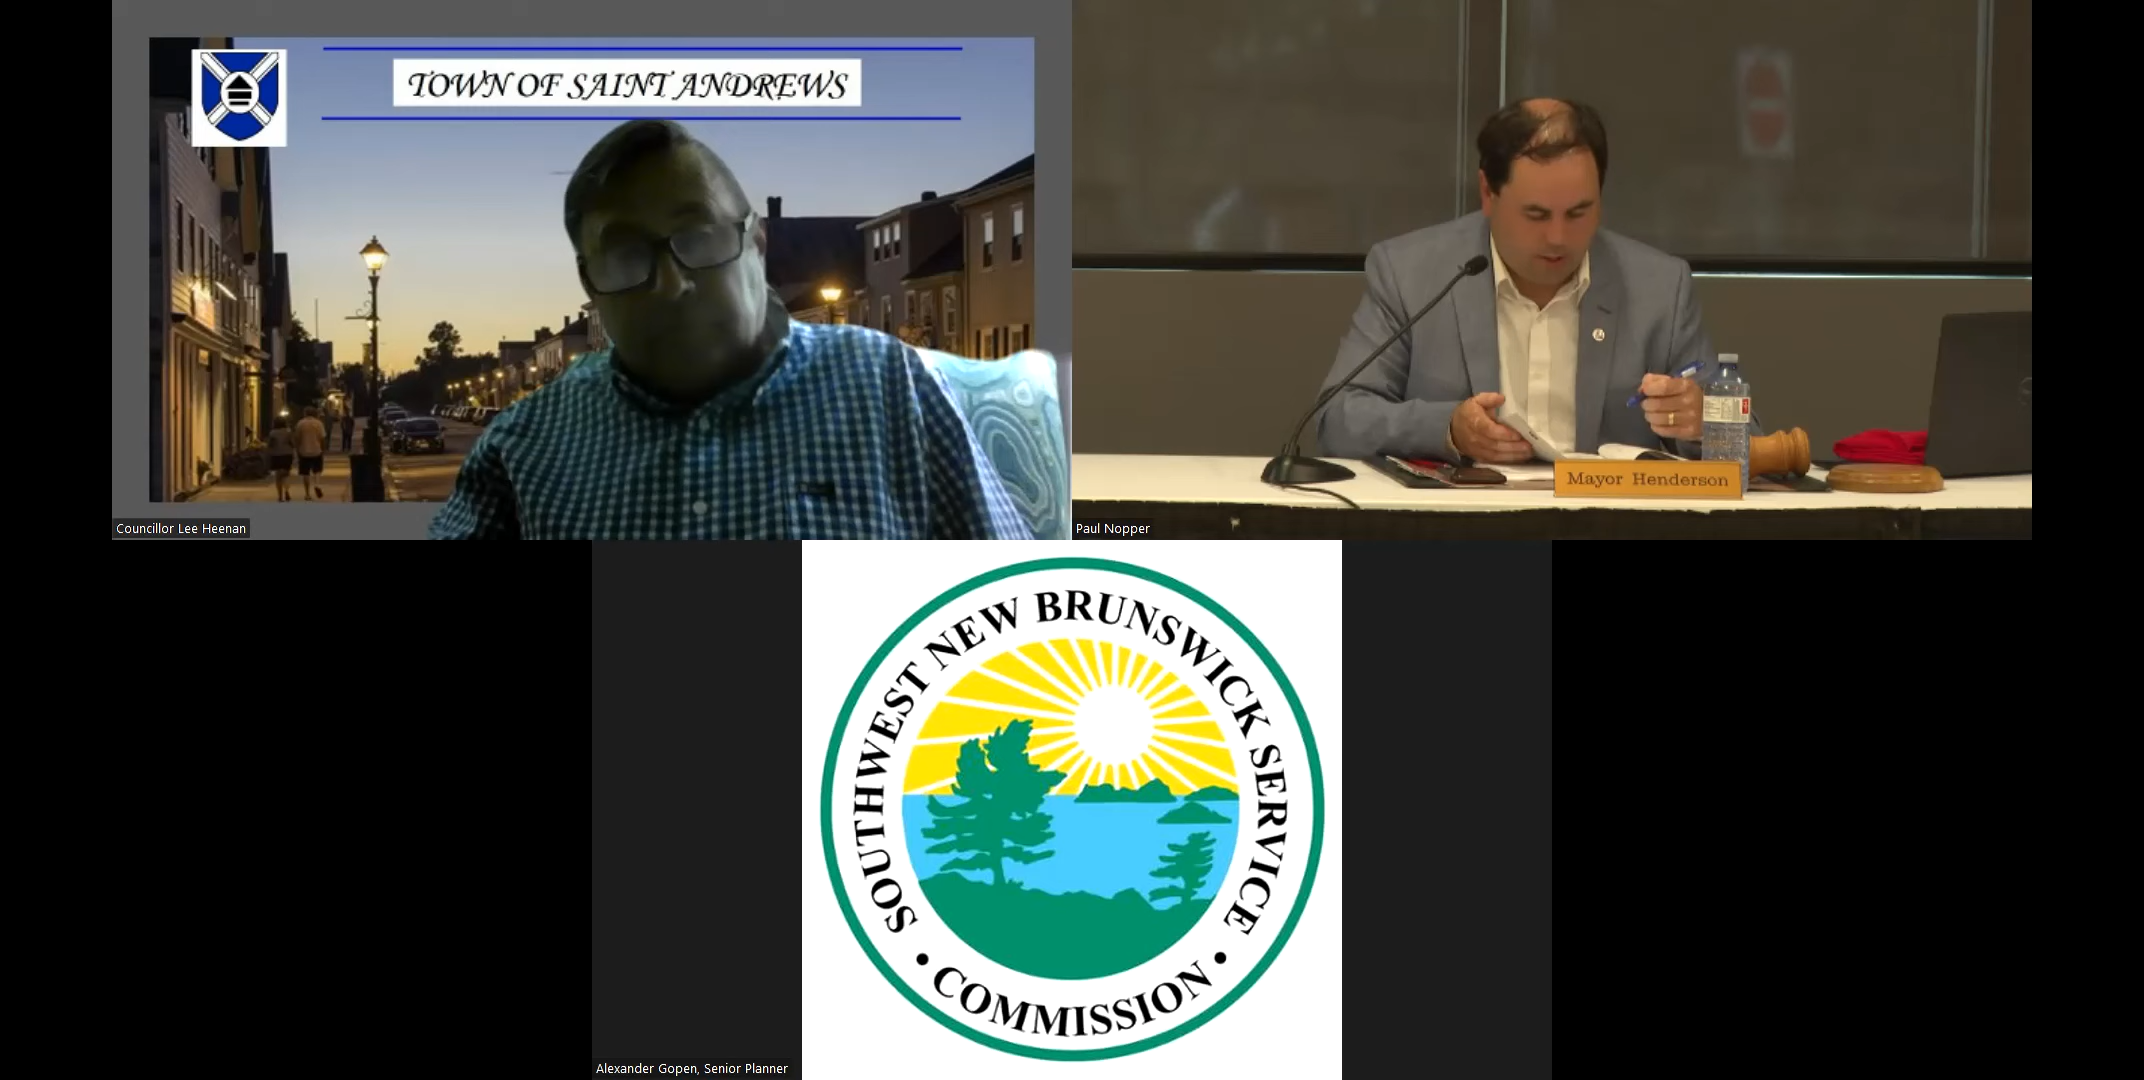 TOWN OF SAINT ANDREWS
Mayor Henderson
Councillor Lee Heenan
Paul Nopper
SOUTHWEST NEW BRUNSWICK SERVICE
• COMMISSION •
Alexander Gopen, Senior Planner